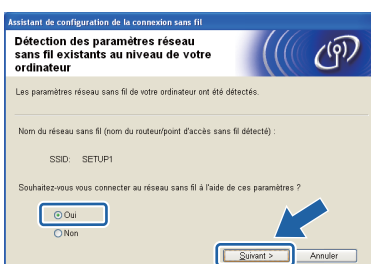 Assistant de configuration de la connexion sans fil
Détection des paramètres réseau
sans fil existants au niveau de votre
ordinateur
Les paramètres réseau sans fil de votre ordinateur ont été détectés.
Nom du réseau sans fil (nom du routeur/point d'accès sans fil détecté) :
SSID: SETUP1
Souhaitez-vous vous connecter au réseau sans fil à l'aide de ces paramètres ?
Oui
Non
Suivant > Annuler